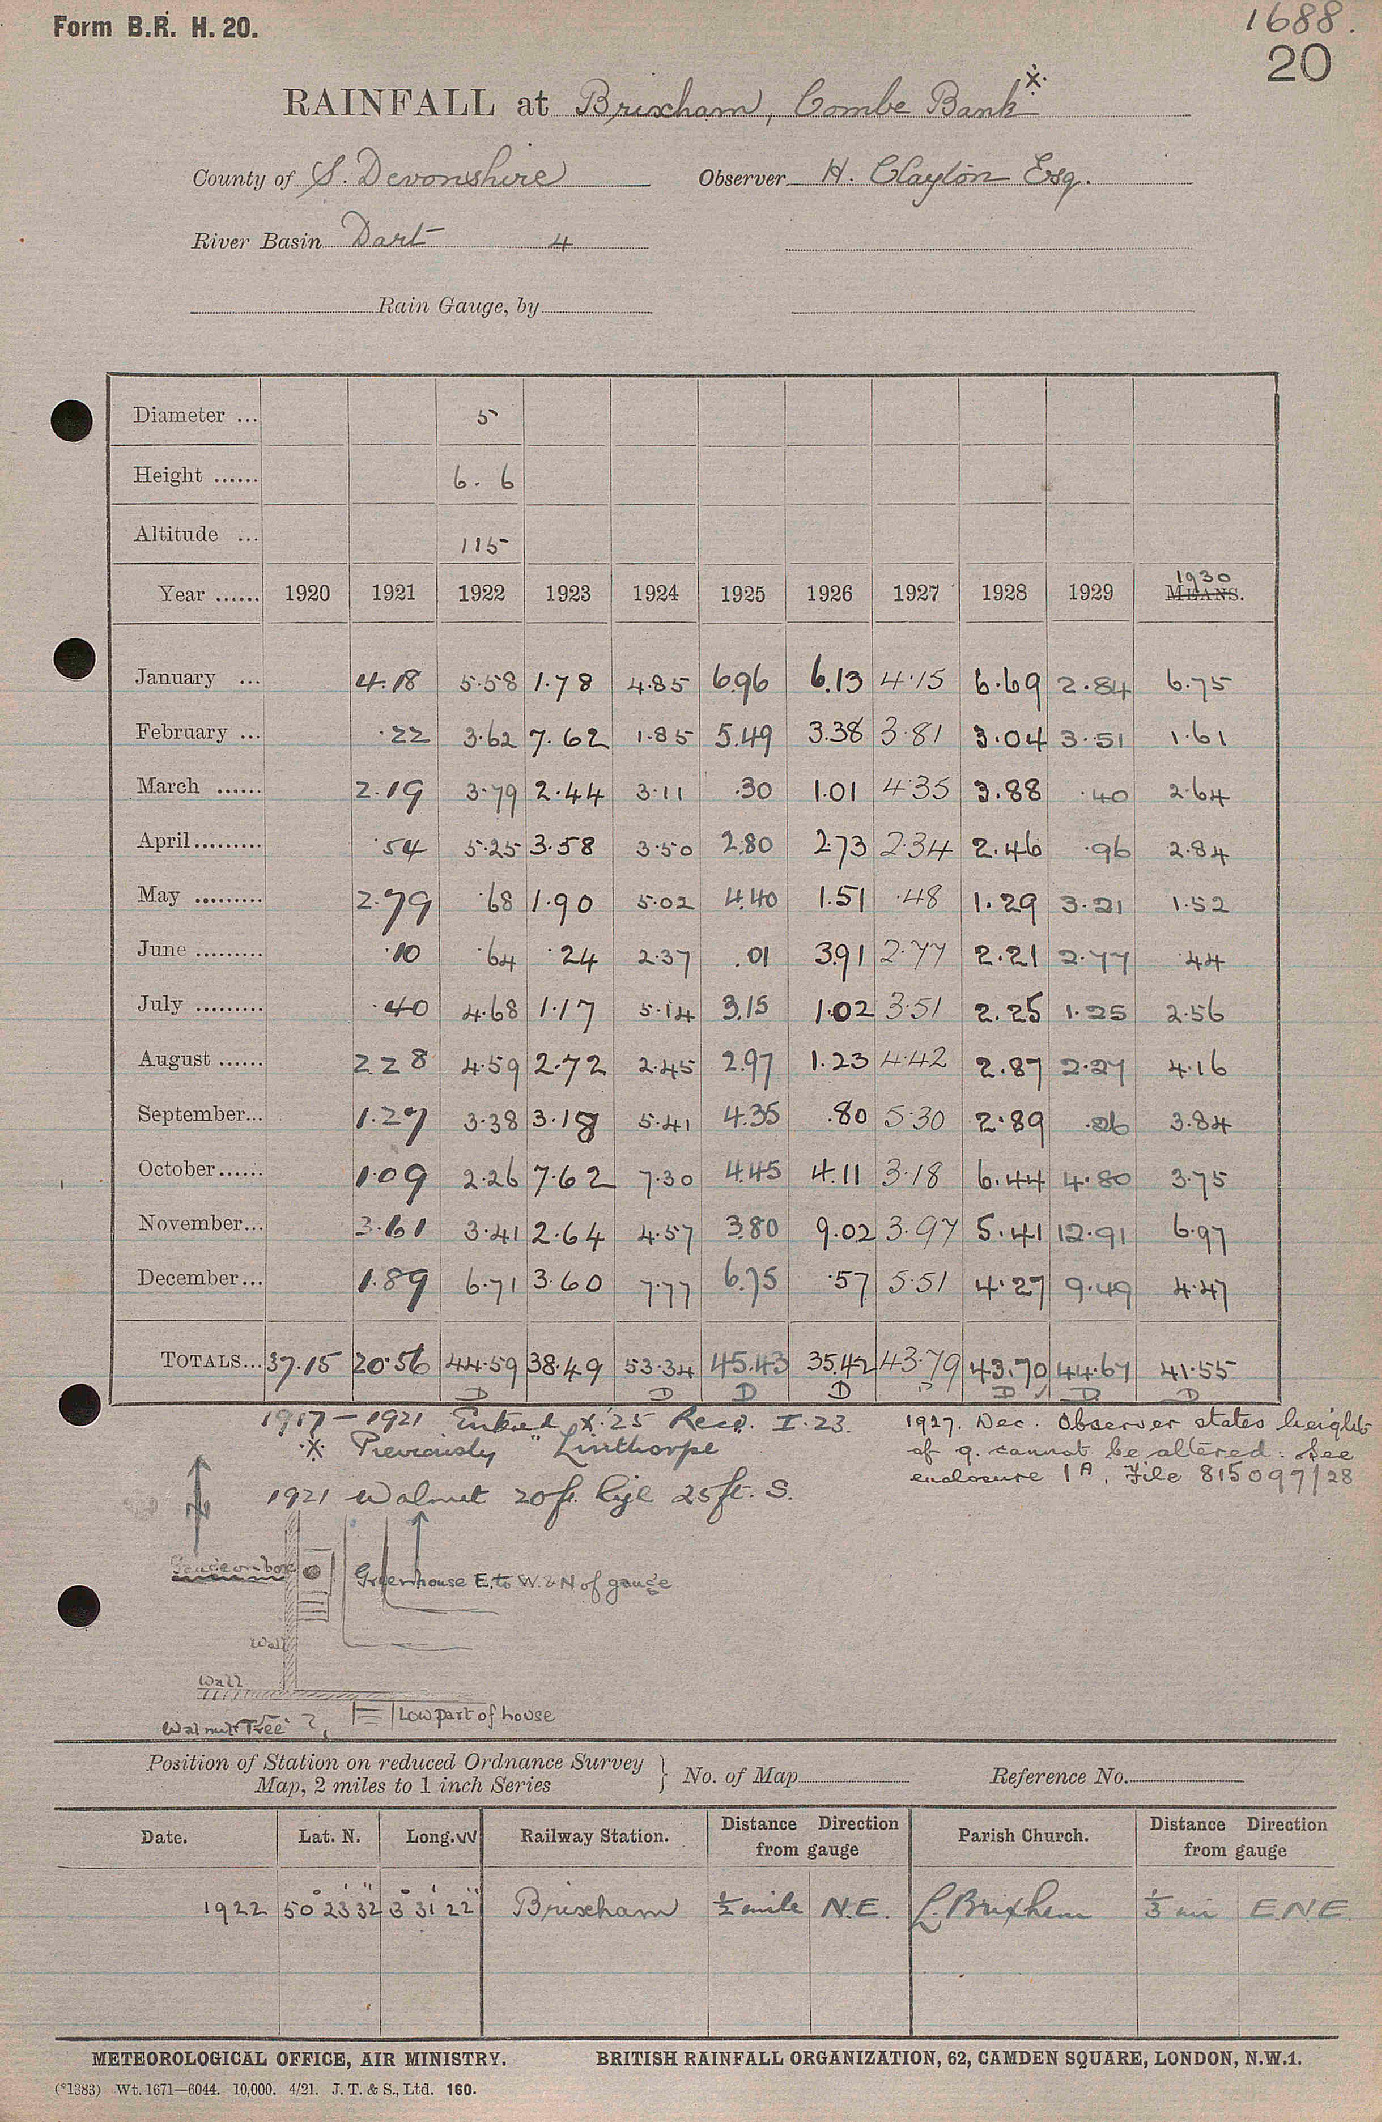 Form B.R. H. 20.
1688.
20
RAINFALL at Brixham, Combe Bank x
County of S. Devonshire Observer H. Clayton Esq.
River Basin Dart 4
Rain Gauge, by
Diameter ... 5
Height ...... 6. 6
Altitude ... 115
Year ...... 1920 1921 1922 1923 1924 1925 1926 1927 1928 1929 1930 MEANS.
January ... 4.18 5.58 1.78 4.85 6.96 6.13 4.15 6.69 2.84 6.75
February ... .22 3.62 7.62 1.85 5.49 3.38 3.81 3.04 3.51 1.61
March ...... 2.19 3.79 2.44 3.11 .30 1.01 4.35 3.88 .40 2.64
April ......... .54 5.25 3.58 3.50 2.80 2.73 2.34 2.46 .96 2.84
May ......... 2.79 .68 1.90 5.02 4.40 1.51 .48 1.29 3.21 1.52
June ......... .10 .64 .24 2.37 .01 3.91 2.77 2.21 2.77 .44
July ......... .40 4.68 1.17 5.14 3.15 1.02 3.51 2.25 1.25 2.56
August ...... 2.28 4.59 2.72 2.45 2.97 1.23 4.42 2.87 2.27 4.16
September... 1.27 3.38 3.18 5.41 4.35 .80 5.30 2.89 .26 3.84
October...... 1.09 2.26 7.62 7.30 4.45 4.11 3.18 6.44 4.80 3.75
November... 3.61 3.41 2.64 4.57 3.80 9.02 3.97 5.41 12.91 6.97
December... 1.89 6.71 3.60 7.77 6.75 .57 5.51 4.27 9.49 4.47
TOTALS... 37.15 20.56 44.59 38.49 53.34 45.43 35.42 43.79 43.70 44.67 41.55
D D D D D D D D
1917 - 1921 Entered X.'25 Recd. I.23.
x Previously "Linthorpe
1927. Dec. Observer states height
of g. cannot be altered. See
enclosure 1A, File 815097/28
1921 Walnut 20ft. high 25ft. S.
N
Gauge on box
Greenhouse E. to W. & N of gauge
Wall
Wall
Walnut Tree
Low part of house
Position of Station on reduced Ordnance Survey
Map, 2 miles to 1 inch Series } No. of Map Reference No.
Date. Lat. N. Long. W Railway Station. Distance Direction from gauge Parish Church. Distance Direction from gauge
1922 50° 23' 32" 3° 31' 22" Brixham ½ mile N.E. L. Brixham ⅓ mi E.N.E
METEOROLOGICAL OFFICE, AIR MINISTRY. BRITISH RAINFALL ORGANIZATION, 62, CAMDEN SQUARE, LONDON, N.W.1.
(*1383) Wt. 1671—6044. 10,000. 4/21. J. T. & S., Ltd. 160.